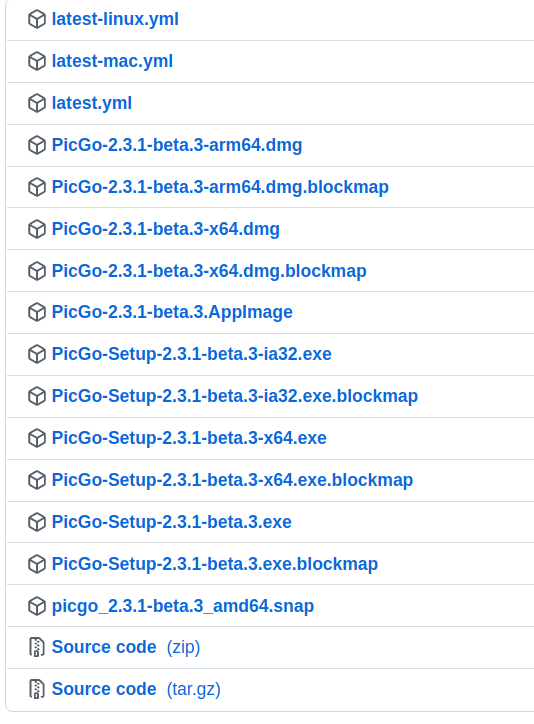 latest-linux.yml
latest-mac.yml
latest.yml
PicGo-2.3.1-beta.3-arm64.dmg
PicGo-2.3.1-beta.3-arm64.dmg.blockmap
PicGo-2.3.1-beta.3-x64.dmg
PicGo-2.3.1-beta.3-x64.dmg.blockmap
PicGo-2.3.1-beta.3.AppImage
PicGo-Setup-2.3.1-beta.3-ia32.exe
PicGo-Setup-2.3.1-beta.3-ia32.exe.blockmap
PicGo-Setup-2.3.1-beta.3-x64.exe
PicGo-Setup-2.3.1-beta.3-x64.exe.blockmap
PicGo-Setup-2.3.1-beta.3.exe
PicGo-Setup-2.3.1-beta.3.exe.blockmap
picgo_2.3.1-beta.3_amd64.snap
Source code (zip)
Source code (tar.gz)